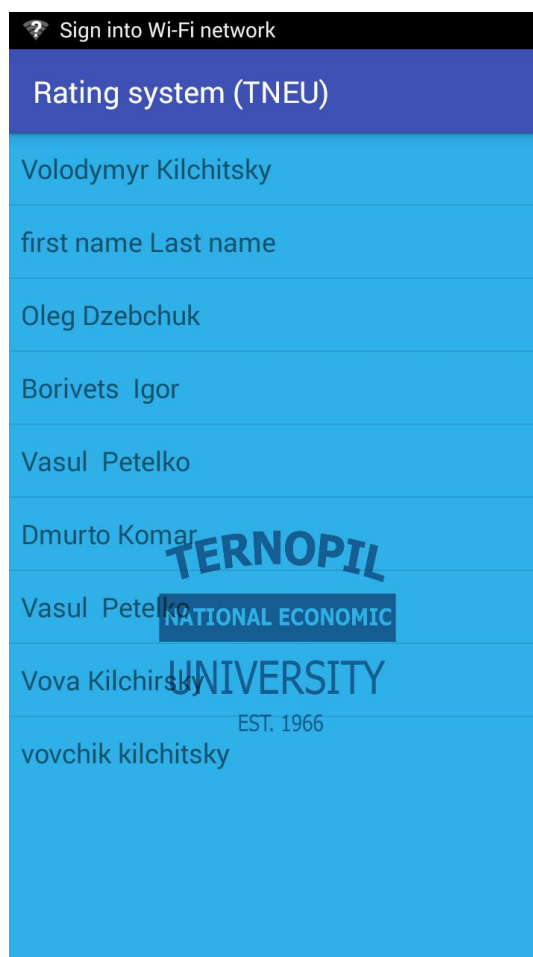 Sign into Wi-Fi network
Rating system (TNEU)
Volodymyr Kilchitsky
first name Last name
Oleg Dzebchuk
Borivets  Igor
Vasul  Petelko
Dmurto Komar
TERNOPIL
Vasul  Petelko
NATIONAL ECONOMIC
Vova Kilchirsky
UNIVERSITY
EST. 1966
vovchik kilchitsky